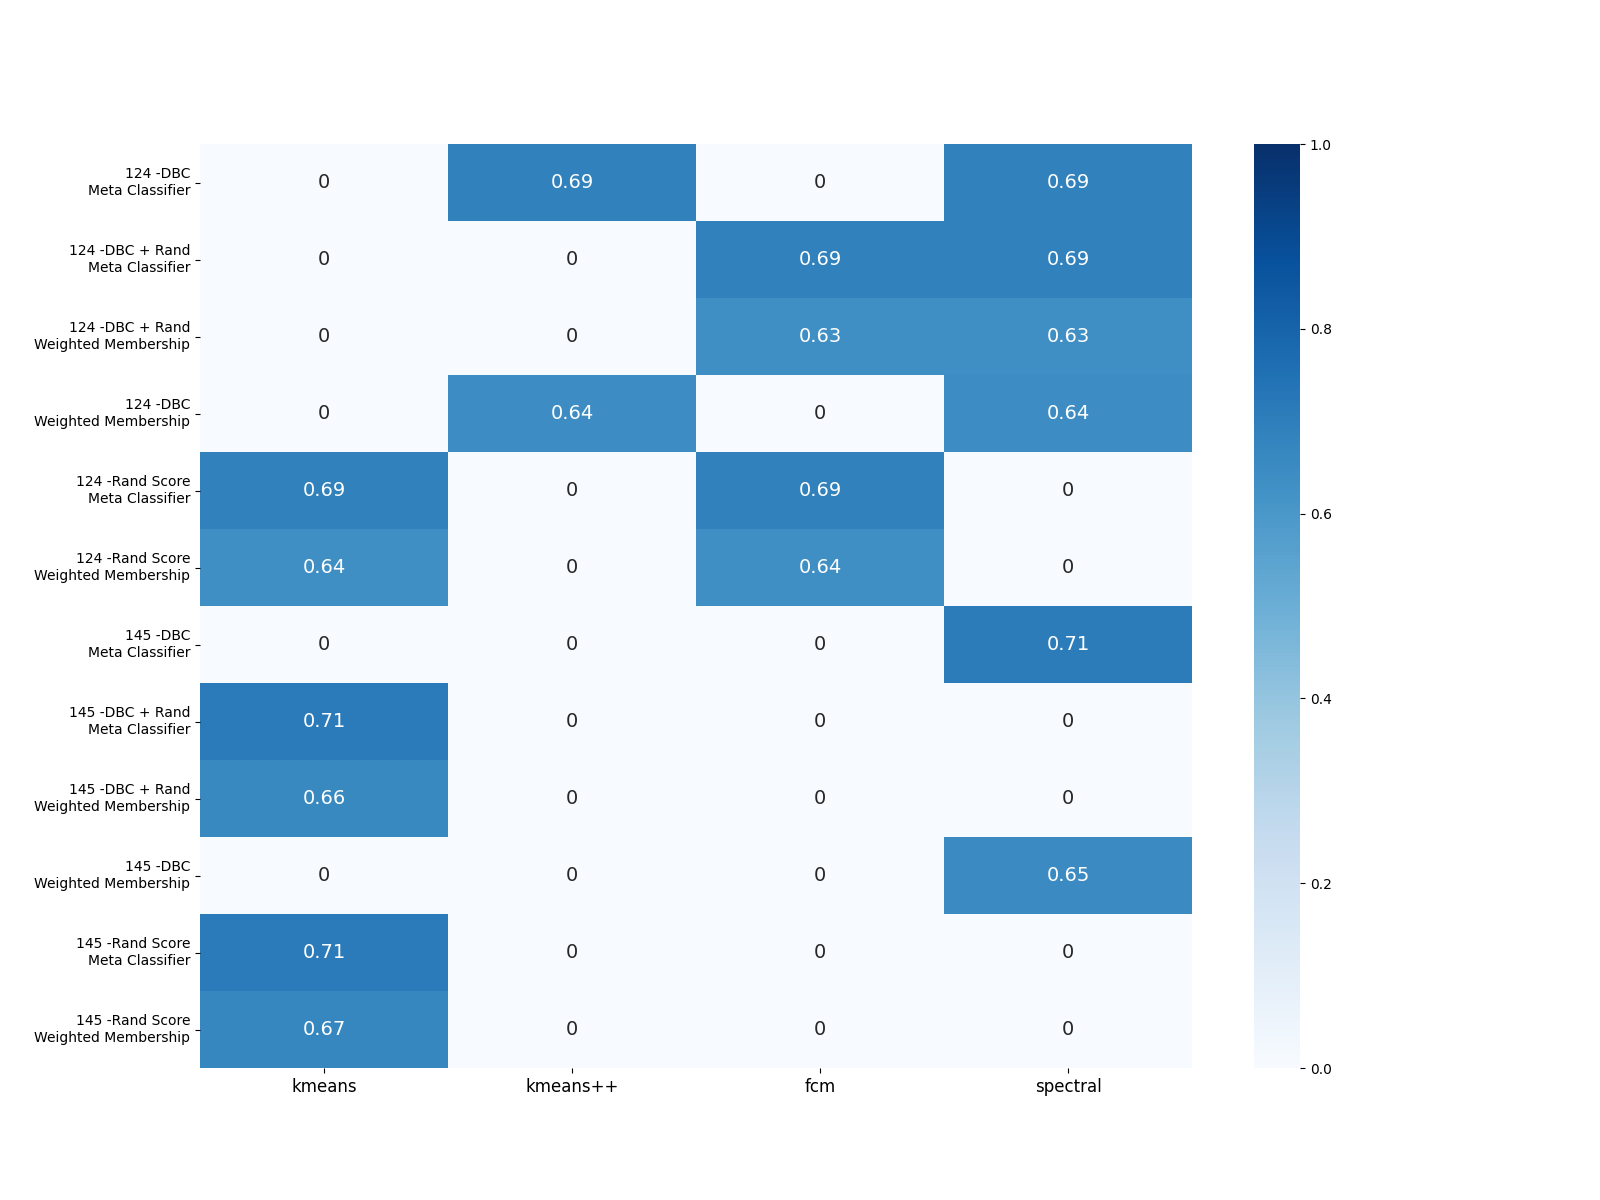 124 -DBC
Meta Classifier
0 0.69 0 0.69
124 -DBC + Rand
Meta Classifier
0 0 0.69 0.69
124 -DBC + Rand
Weighted Membership
0 0 0.63 0.63
124 -DBC
Weighted Membership
0 0.64 0 0.64
124 -Rand Score
Meta Classifier
0.69 0 0.69 0
124 -Rand Score
Weighted Membership
0.64 0 0.64 0
145 -DBC
Meta Classifier
0 0 0 0.71
145 -DBC + Rand
Meta Classifier
0.71 0 0 0
145 -DBC + Rand
Weighted Membership
0.66 0 0 0
145 -DBC
Weighted Membership
0 0 0 0.65
145 -Rand Score
Meta Classifier
0.71 0 0 0
145 -Rand Score
Weighted Membership
0.67 0 0 0
kmeans kmeans++ fcm spectral
1.0
0.8
0.6
0.4
0.2
0.0